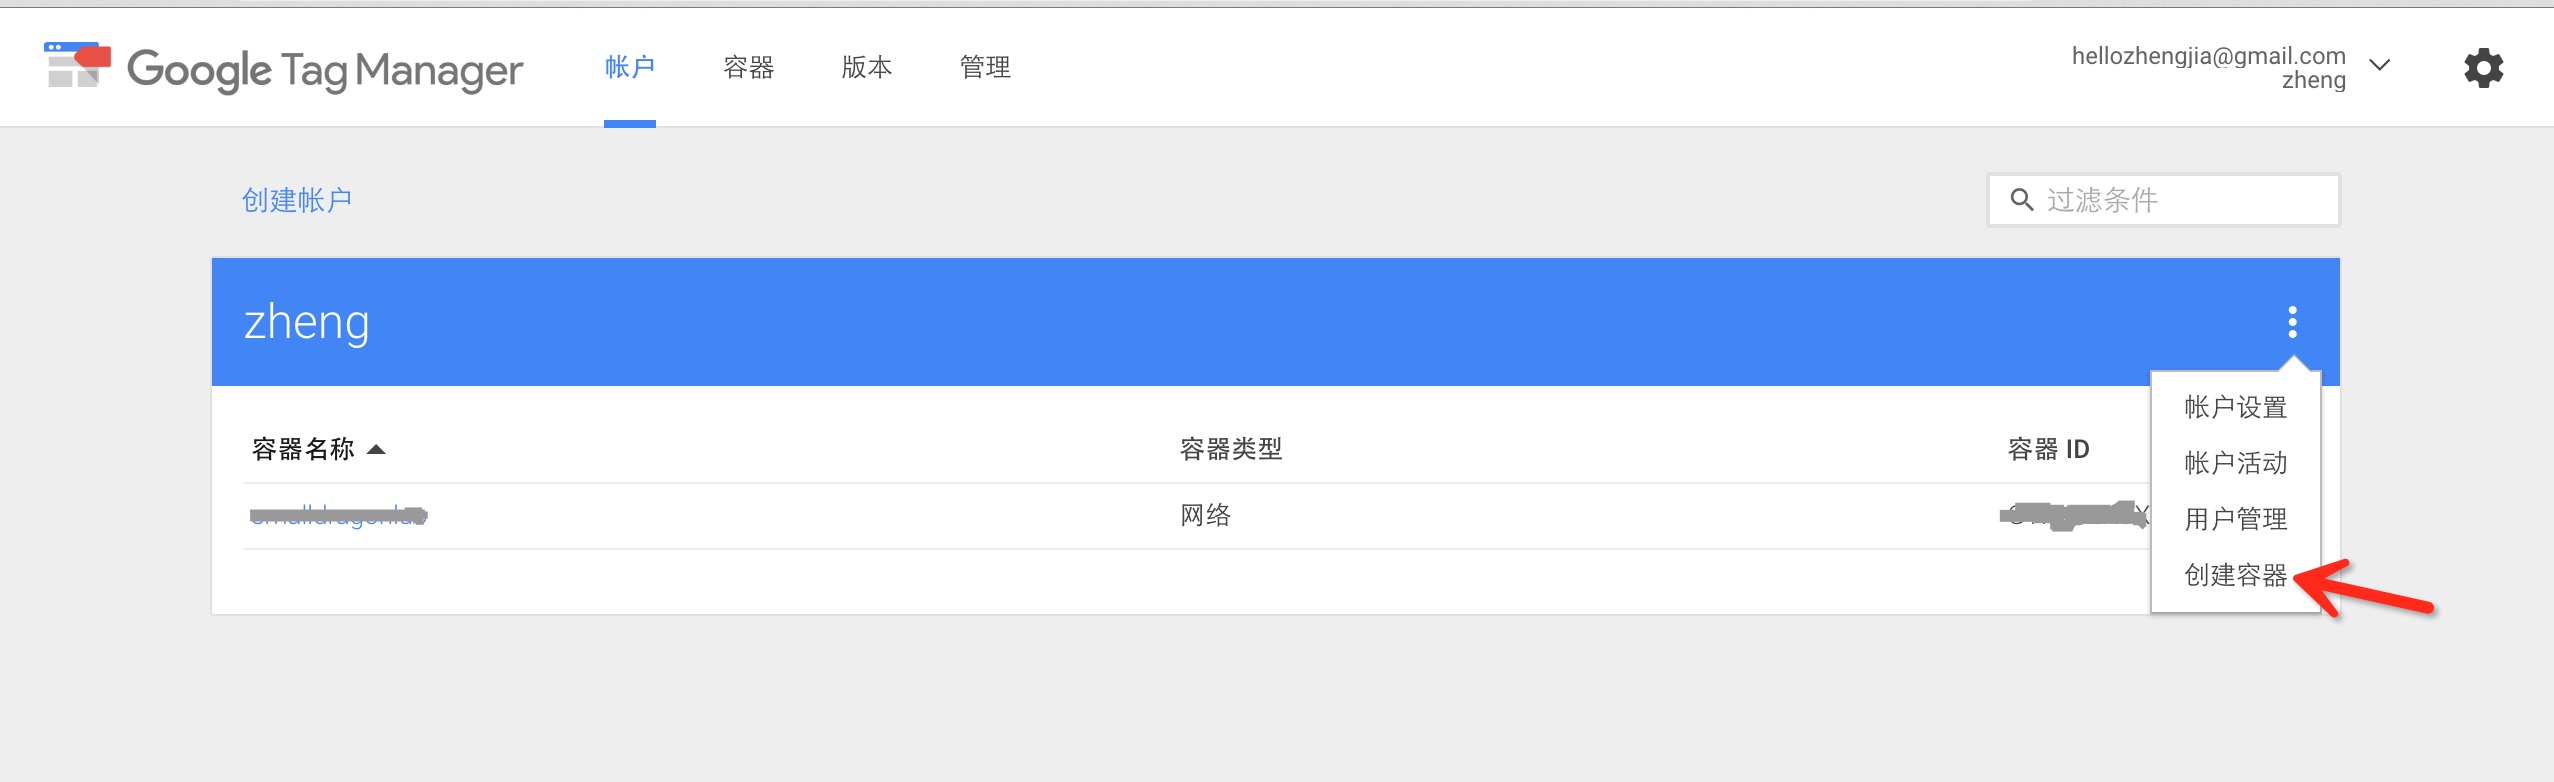 Google Tag Manager
帐户
容器
版本
管理
hellozhengjia@gmail.com
zheng
创建帐户
过滤条件
zheng
帐户设置
帐户活动
用户管理
创建容器
容器名称
容器类型
容器 ID
网络